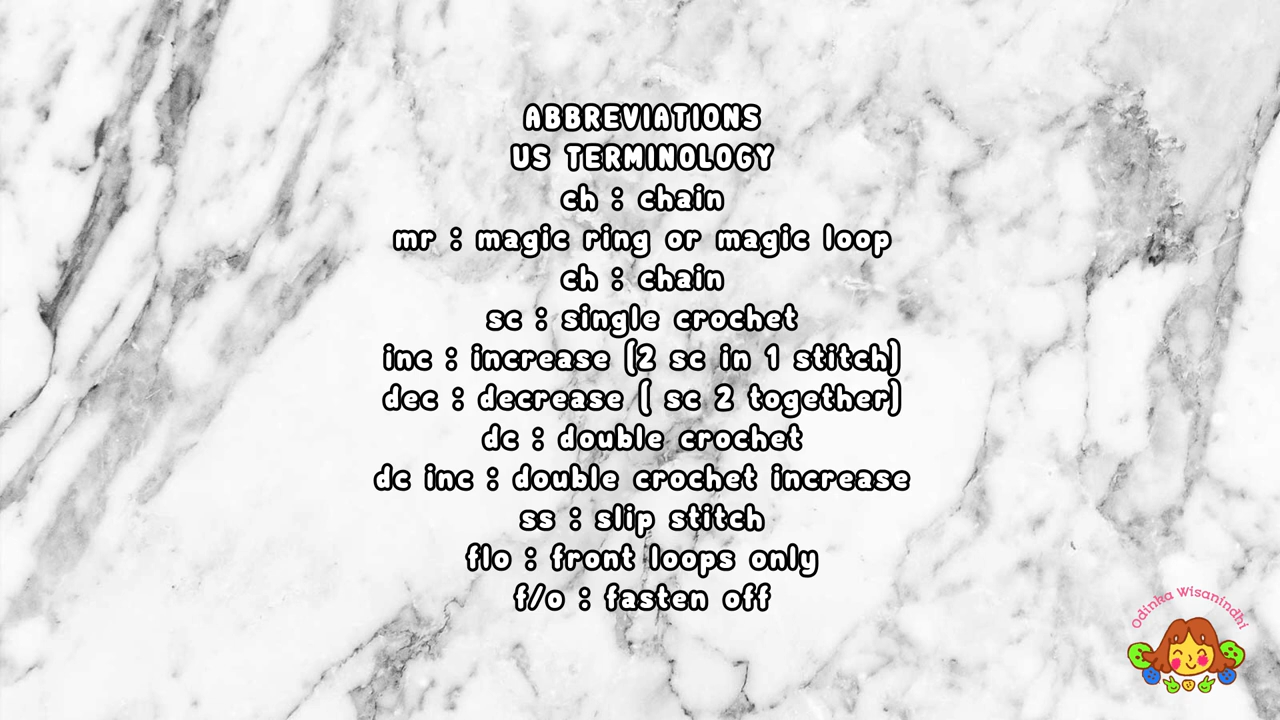 ABBREVIATIONS
US TERMINOLOGY
ch : chain
mr : magic ring or magic loop
ch : chain
sc : single crochet
inc : increase (2 sc in 1 stitch)
dec : decrease ( sc 2 together)
dc : double crochet
dc inc : double crochet increase
ss : slip stitch
flo : front loops only
f/o : fasten off
Odinka Wisanindhi